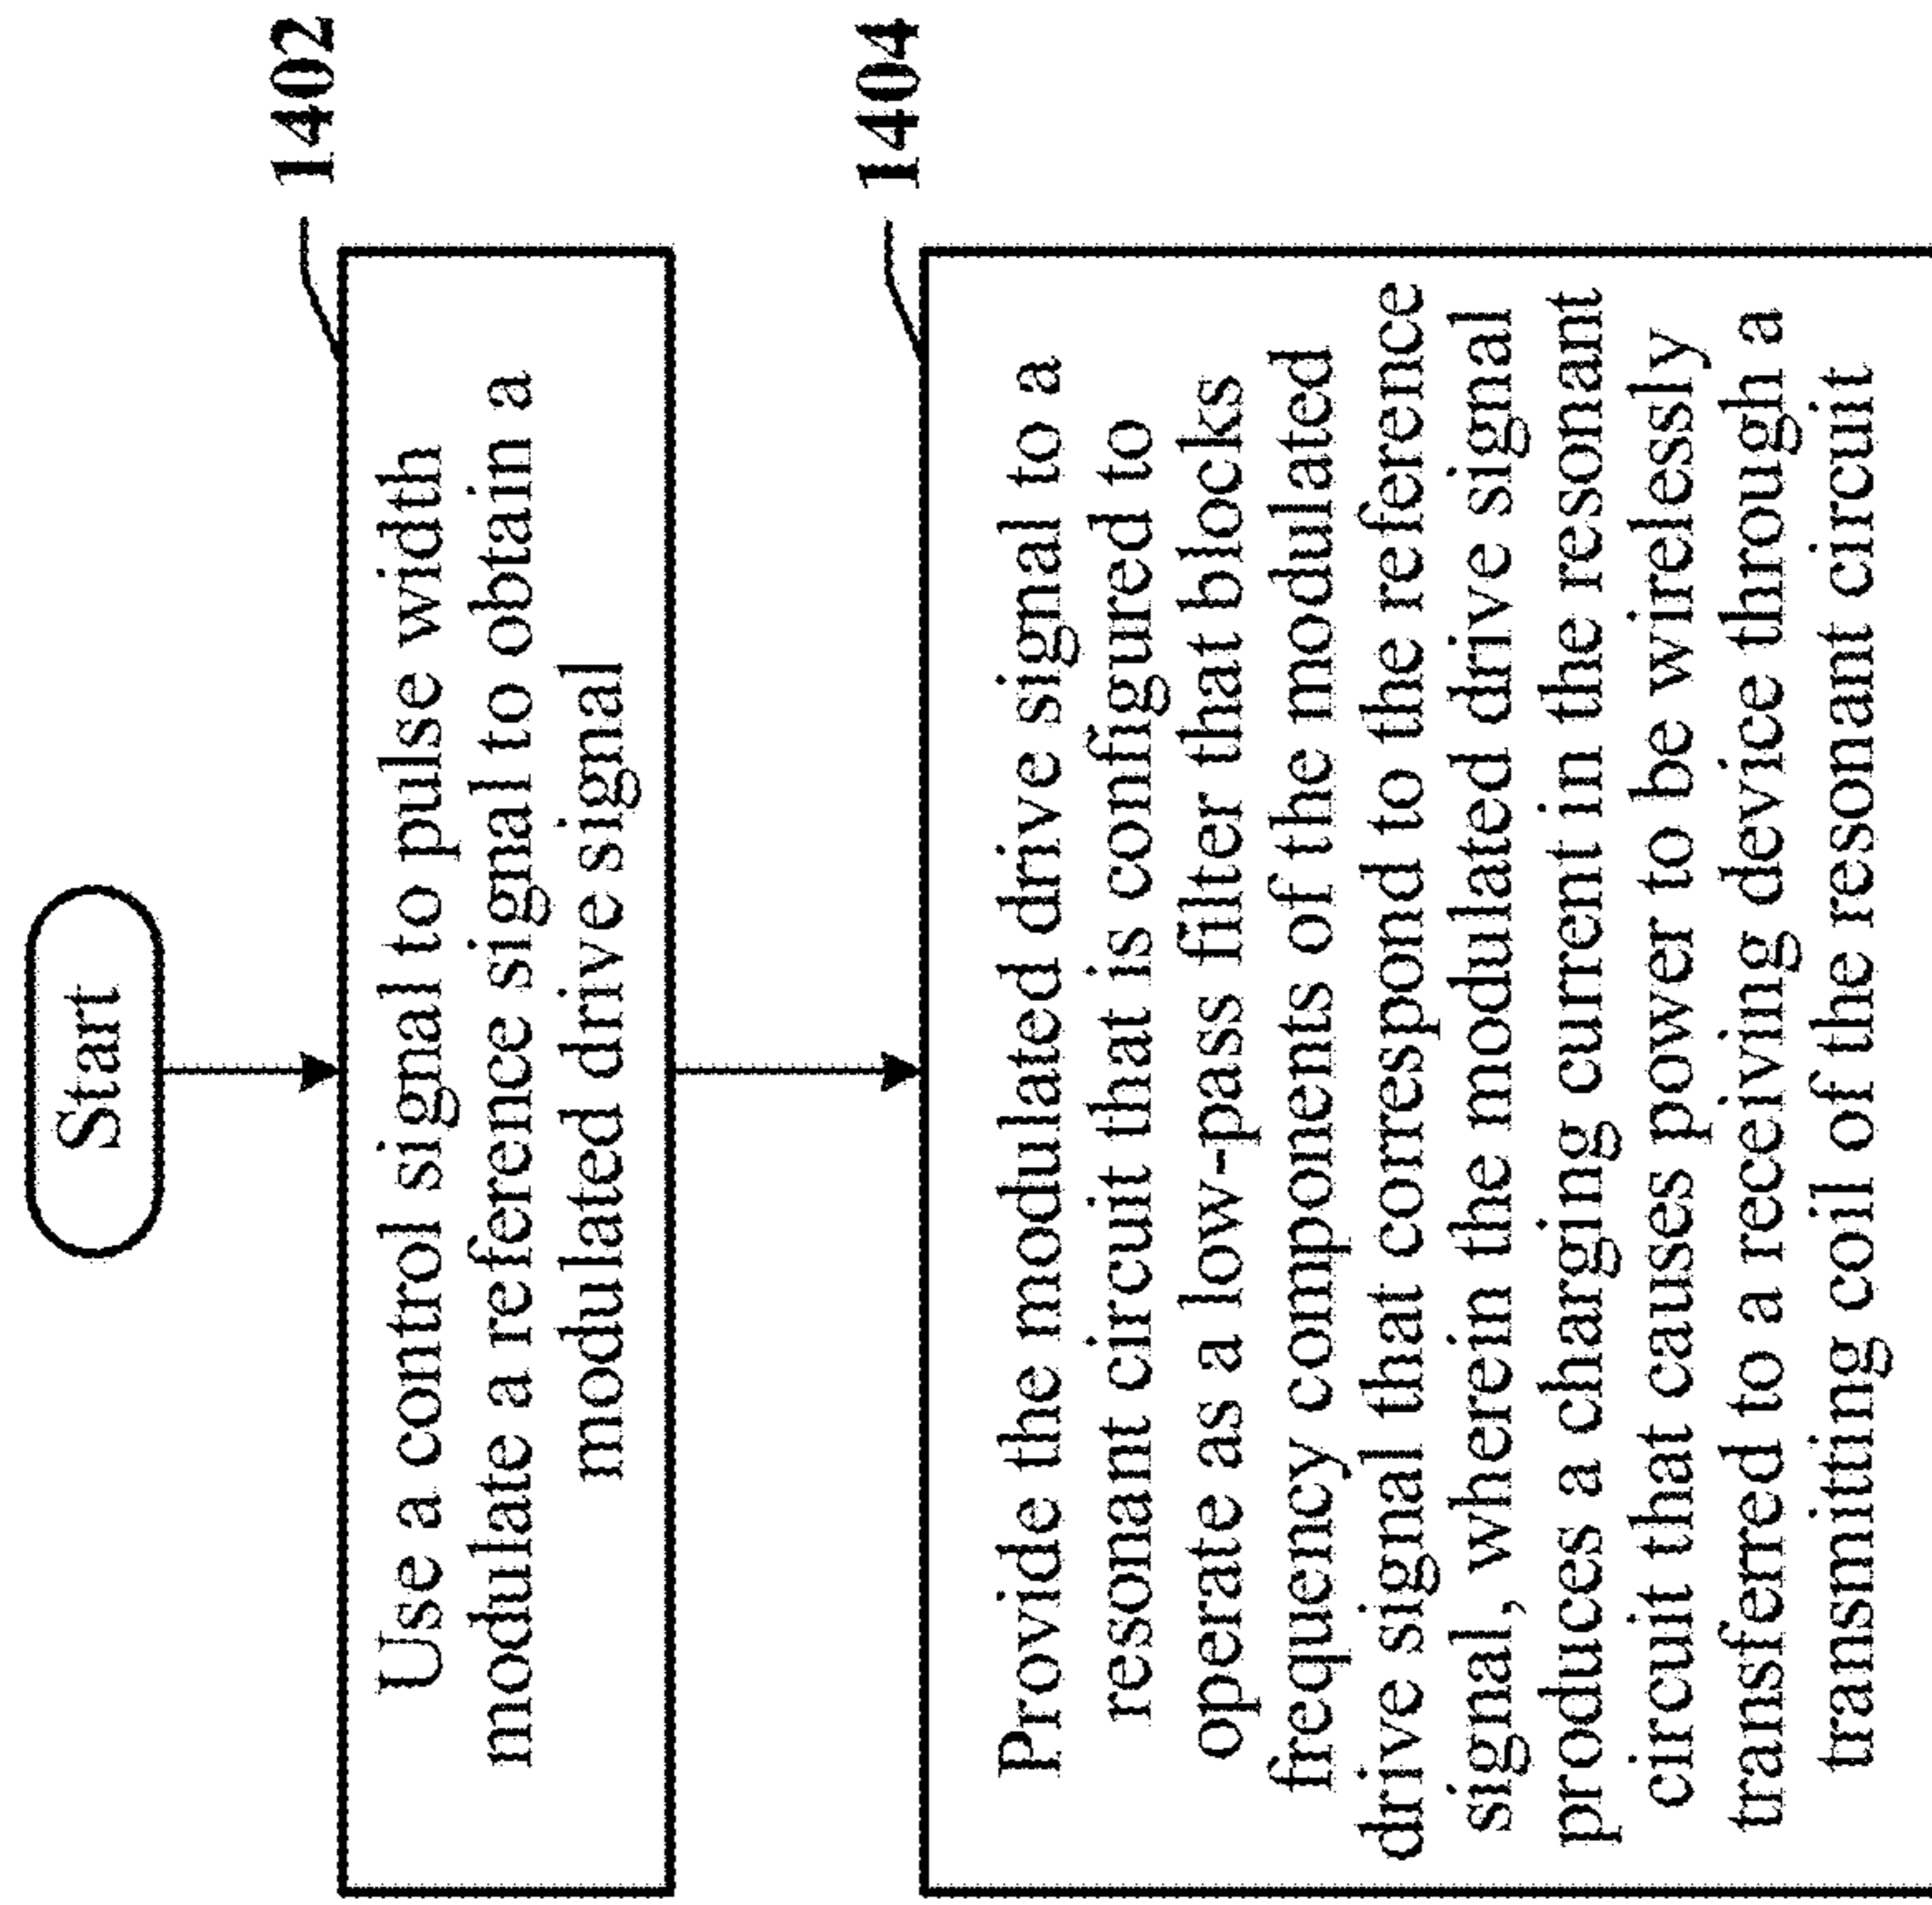 Start
1402
Use a control signal to pulse width
modulate a reference signal to obtain a
modulated drive signal
1404
Provide the modulated drive signal to a
resonant circuit that is configured to
operate as a low-pass filter that blocks
frequency components of the modulated
drive signal that correspond to the reference
signal, wherein the modulated drive signal
produces a charging current in the resonant
circuit that causes power to be wirelessly
transferred to a receiving device through a
transmitting coil of the resonant circuit